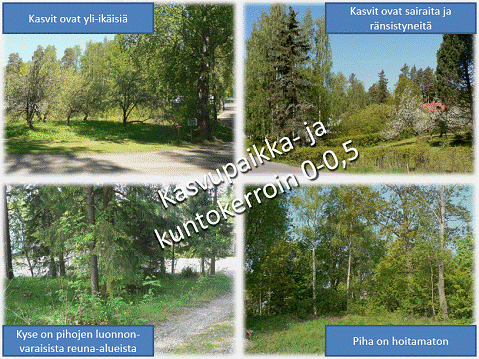 Kasvit ovat yli-ikäisiä
Kasvit ovat sairaita ja
ränsistyneitä
Kasvupaikka- ja
kuntokerroin 0-0,5
Kyse on pihojen luonnon-
varaisista reuna-alueista
Piha on hoitamaton